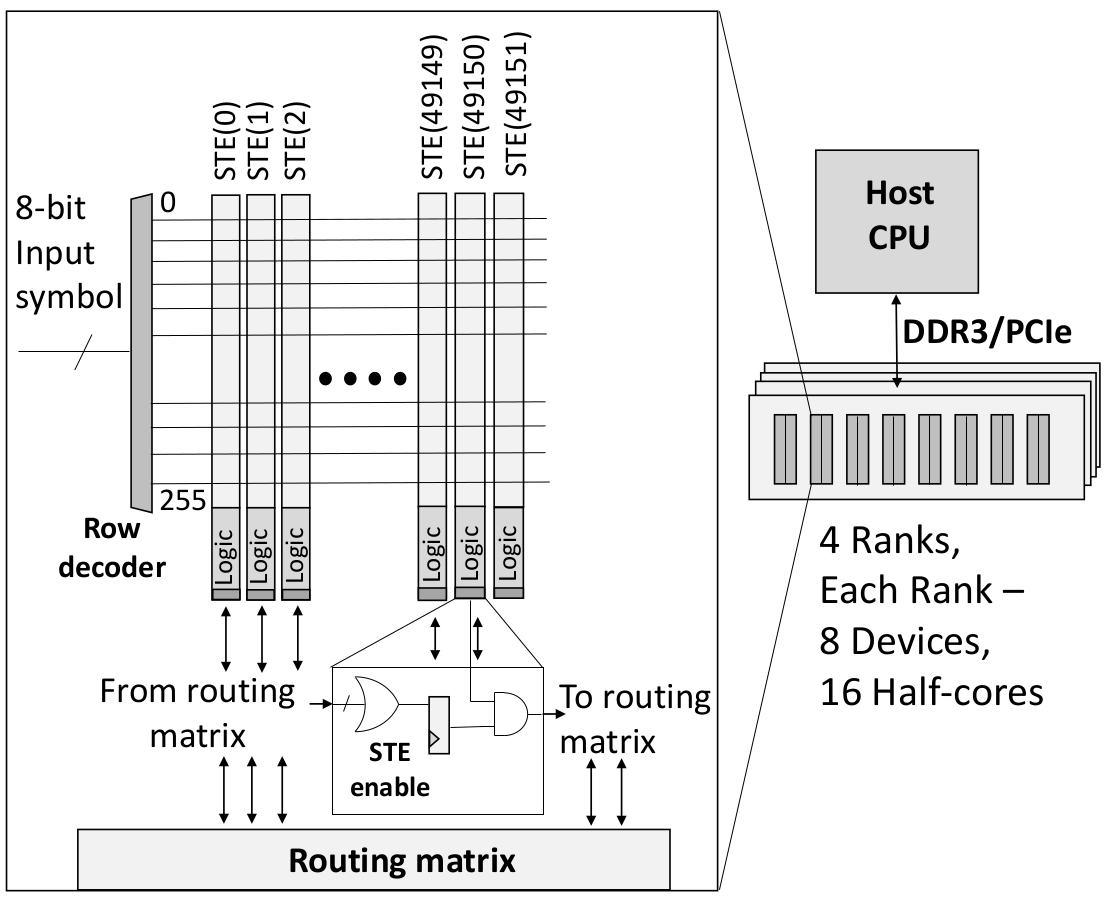 STE(0)
STE(1)
STE(2)
STE(49149)
STE(49150)
STE(49151)
8-bit
Input
symbol
0
255
Row
decoder
Logic
Logic
Logic
Logic
Logic
Logic
From routing
matrix
STE
enable
To routing
matrix
Routing matrix
Host
CPU
DDR3/PCIe
4 Ranks,
Each Rank –
8 Devices,
16 Half-cores